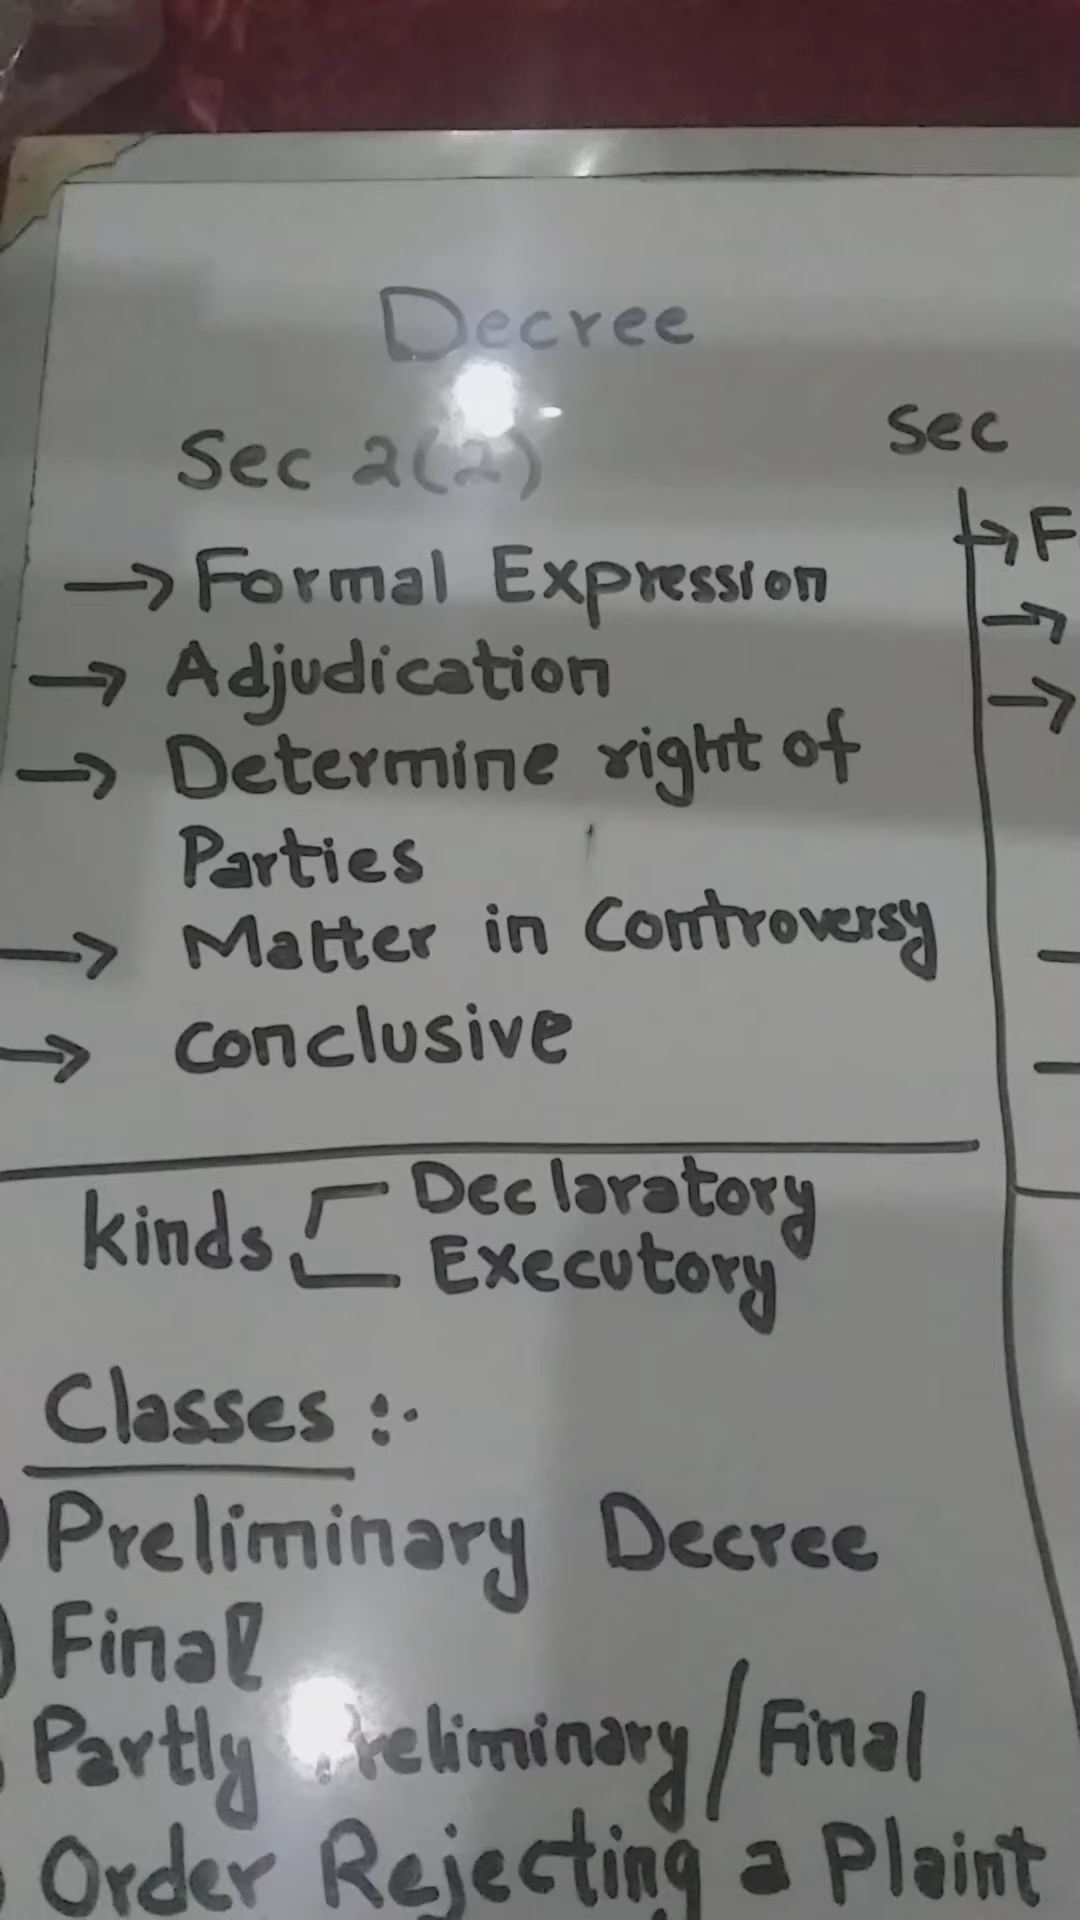 Decree
Sec 2(2)
→ Formal Expression
→ Adjudication
→ Determine right of
Parties
→ Matter in Controversy
→ conclusive
kinds Declaratory
Executory
Classes :-
) Preliminary Decree
) Final
Partly Preliminary/Final
Order Rejecting a Plaint
Sec
→ F
→
→